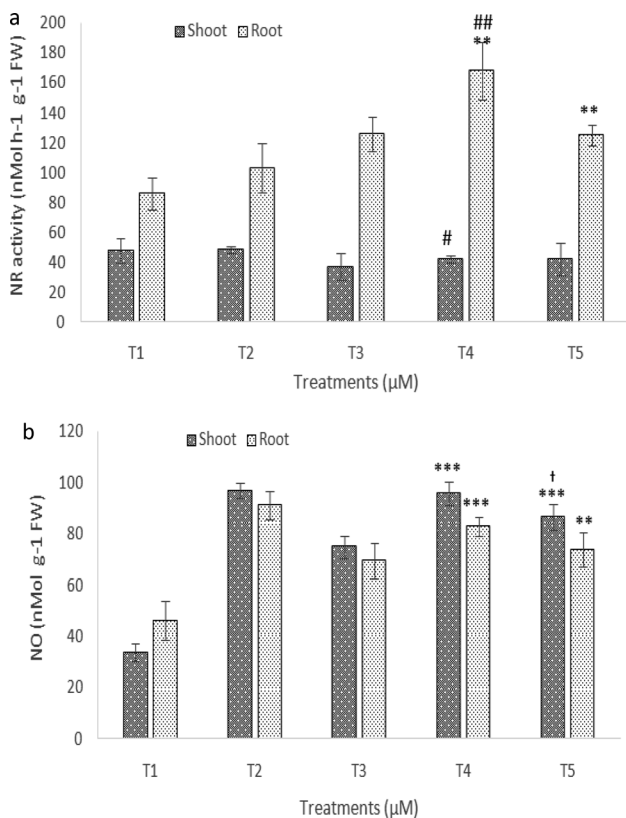 a
Shoot Root
##
**
**
#
NR activity (nMol h-1 g-1 FW)
200
180
160
140
120
100
80
60
40
20
0
T1 T2 T3 T4 T5
Treatments (µM)
b
Shoot Root
***
***
†
***
**
NO (nMol g-1 FW)
120
100
80
60
40
20
0
T1 T2 T3 T4 T5
Treatments (µM)